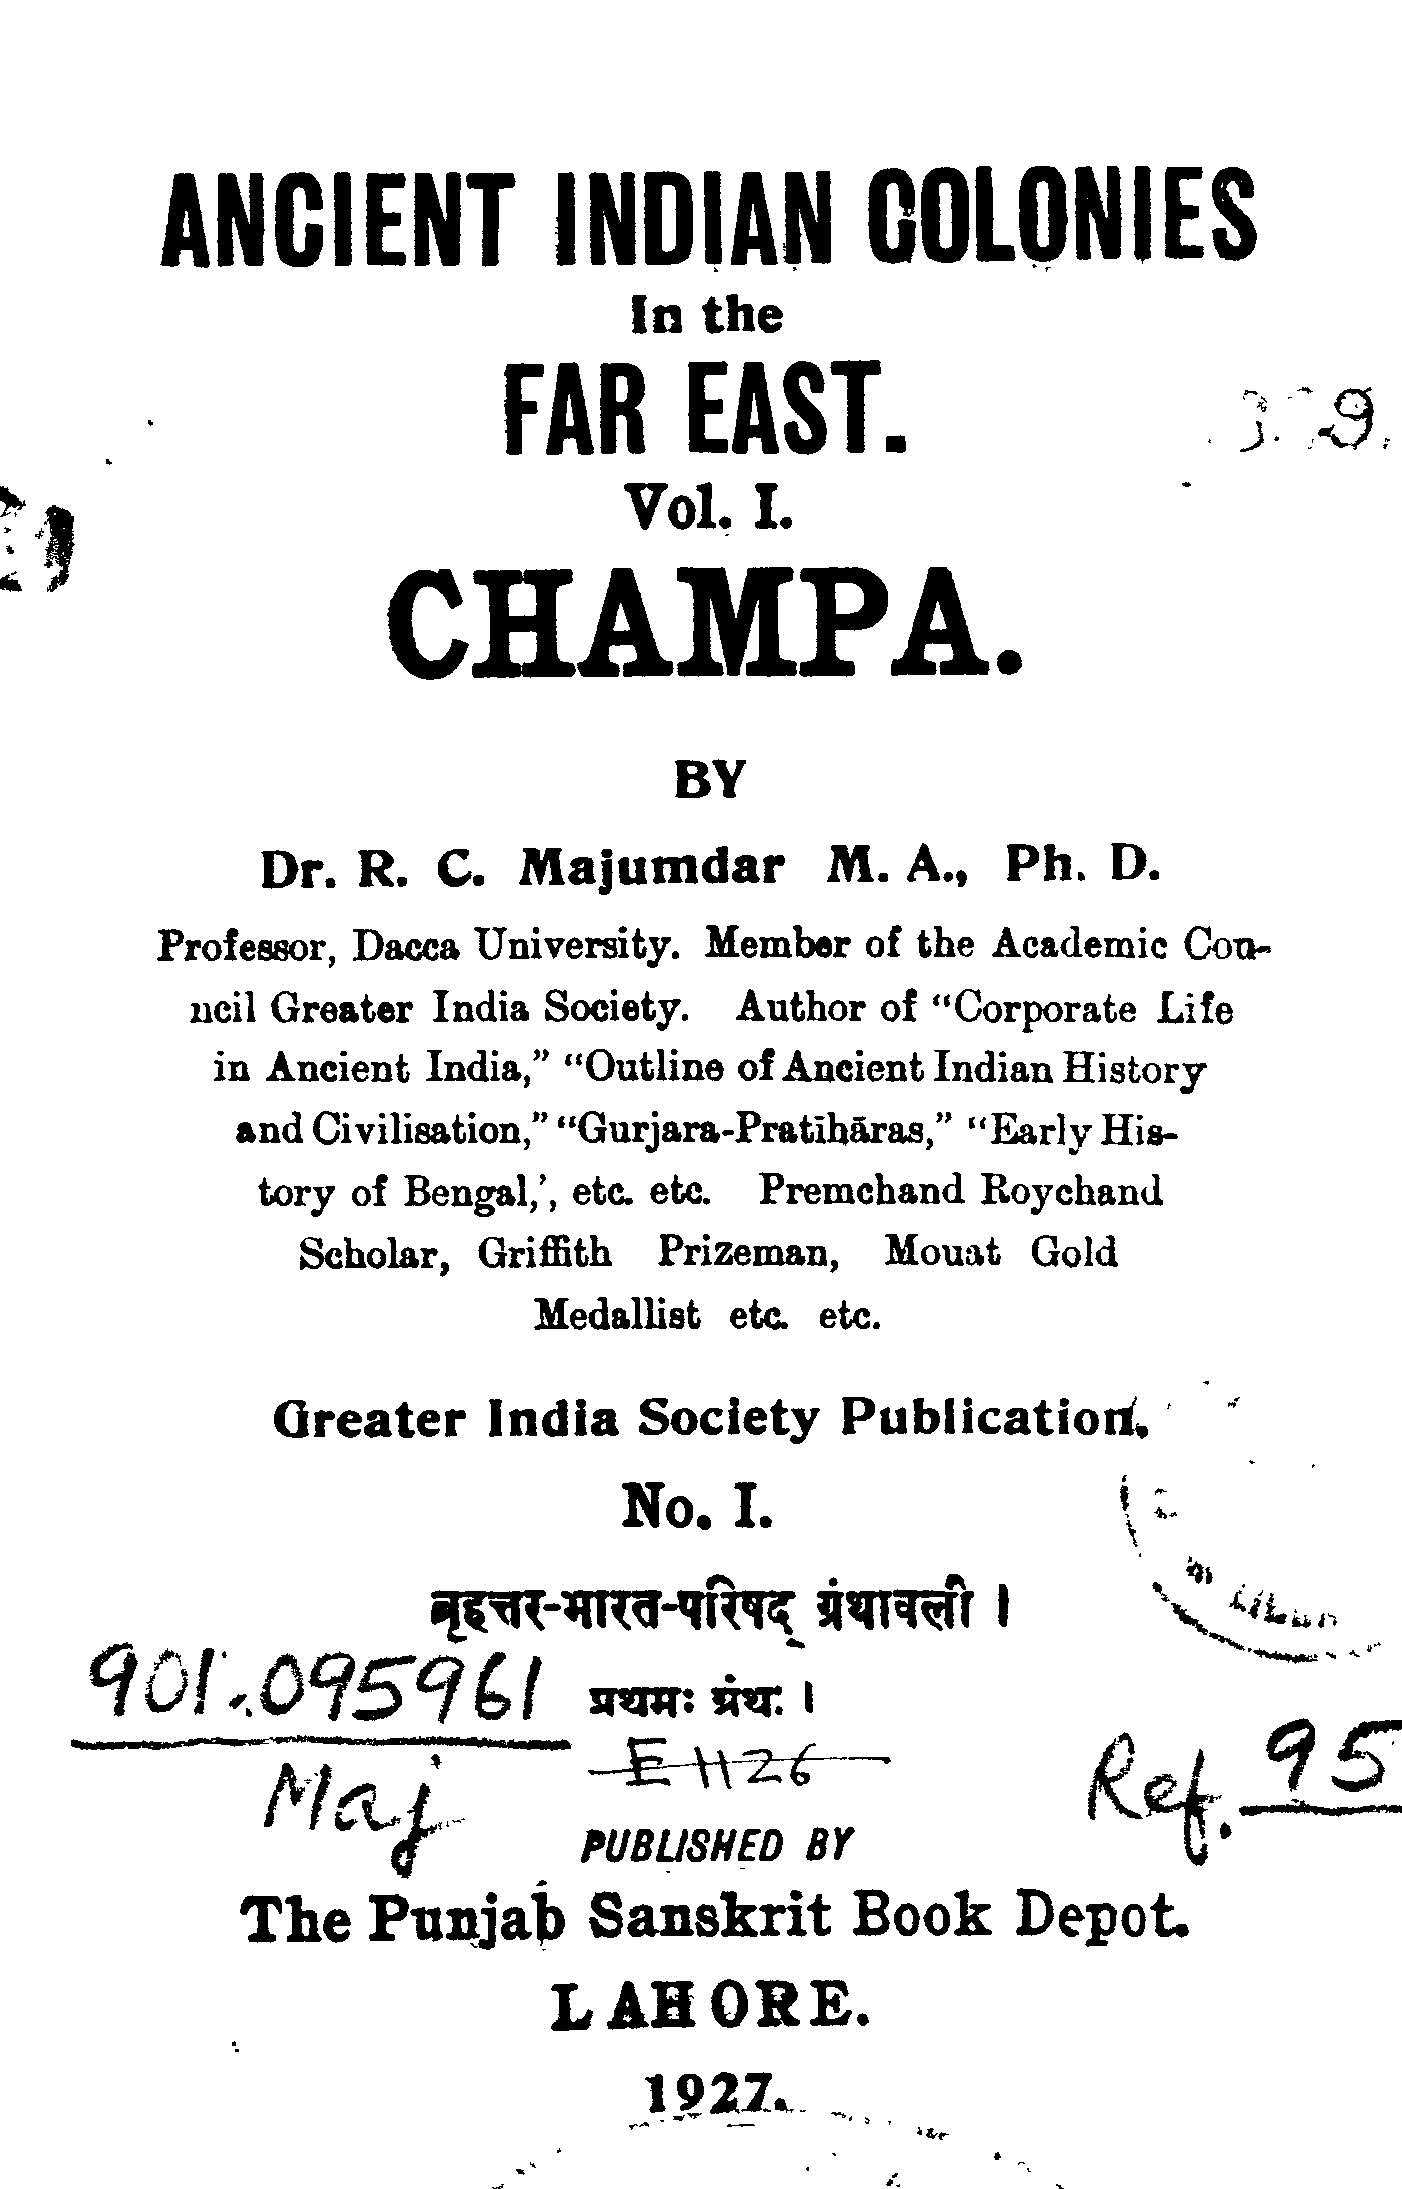 ANCIENT INDIAN COLONIES
In the
FAR EAST.
Vol. I.
CHAMPA.
BY
Dr. R. C. Majumdar M. A., Ph. D.
Professor, Dacca University. Member of the Academic Cou-
ncil Greater India Society. Author of “Corporate Life
in Ancient India,” “Outline of Ancient Indian History
and Civilisation,” “Gurjara-Pratīhāras,” “Early His-
tory of Bengal,’, etc. etc. Premchand Roychand
Scholar, Griffith Prizeman, Mouat Gold
Medallist etc. etc.
Greater India Society Publication.
No. I.
बृहत्तर-भारत-परिषद् ग्रंथावली ।
901.095961
प्रथमः ग्रंथः ।
E 1126
Maj
Ref. 95
PUBLISHED BY
The Punjab Sanskrit Book Depot.
LAHORE.
1927.